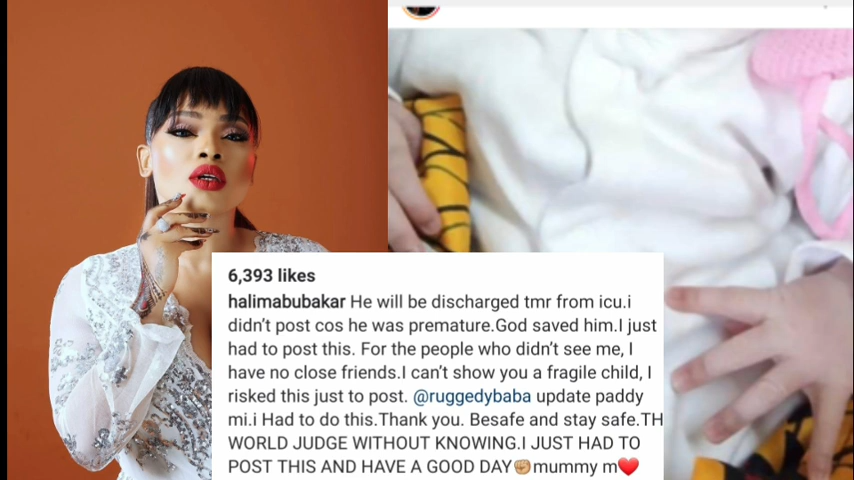 6,393 likes
halimabubakar He will be discharged tmr from icu.i
didn't post cos he was premature.God saved him.I just
had to post this. For the people who didn't see me, I
have no close friends.I can't show you a fragile child, I
risked this just to post. @ruggedybaba update paddy
mi.i Had to do this.Thank you. Besafe and stay safe.TH
WORLD JUDGE WITHOUT KNOWING.I JUST HAD TO
POST THIS AND HAVE A GOOD DAY✊🏽mummy m❤️